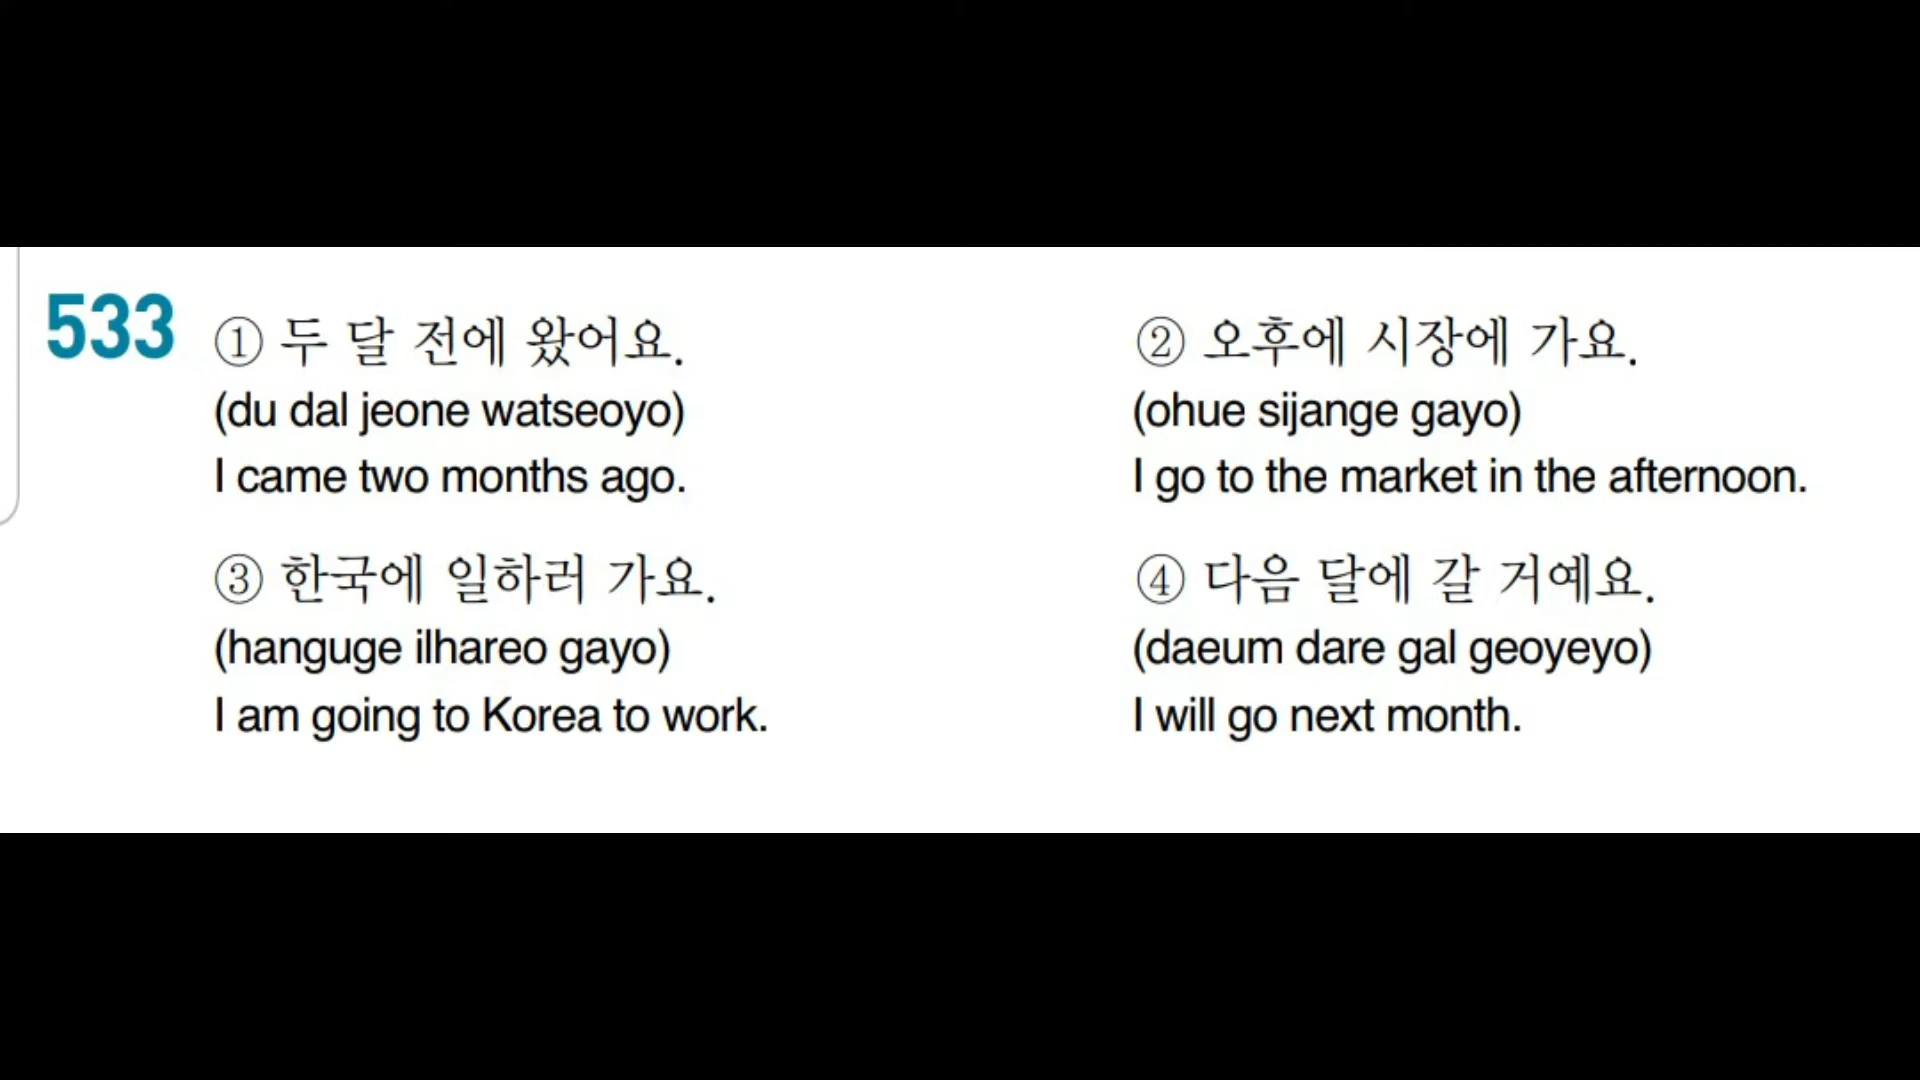 533
① 두 달 전에 왔어요.
(du dal jeone watseoyo)
I came two months ago.
② 오후에 시장에 가요.
(ohue sijange gayo)
I go to the market in the afternoon.
③ 한국에 일하러 가요.
(hanguge ilhareo gayo)
I am going to Korea to work.
④ 다음 달에 갈 거예요.
(daeum dare gal geoyeyo)
I will go next month.